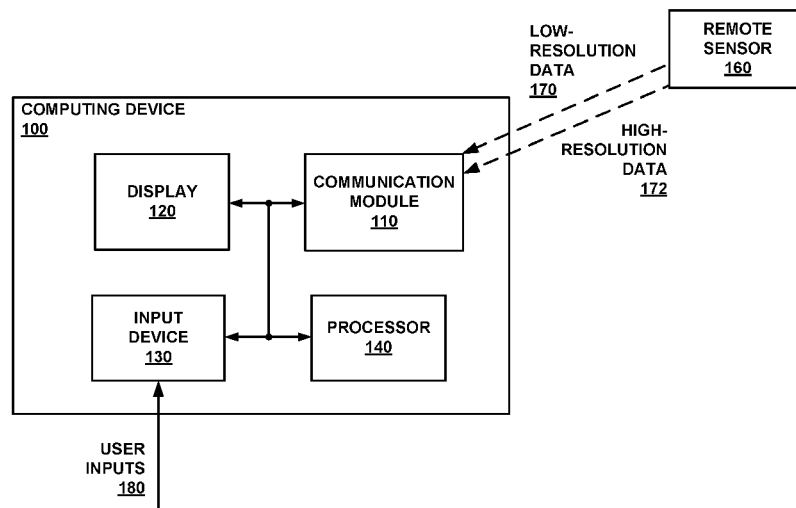 REMOTE
SENSOR
160
LOW-
RESOLUTION
DATA
170
HIGH-
RESOLUTION
DATA
172
COMPUTING DEVICE
100
DISPLAY
120
COMMUNICATION
MODULE
110
INPUT
DEVICE
130
PROCESSOR
140
USER
INPUTS
180